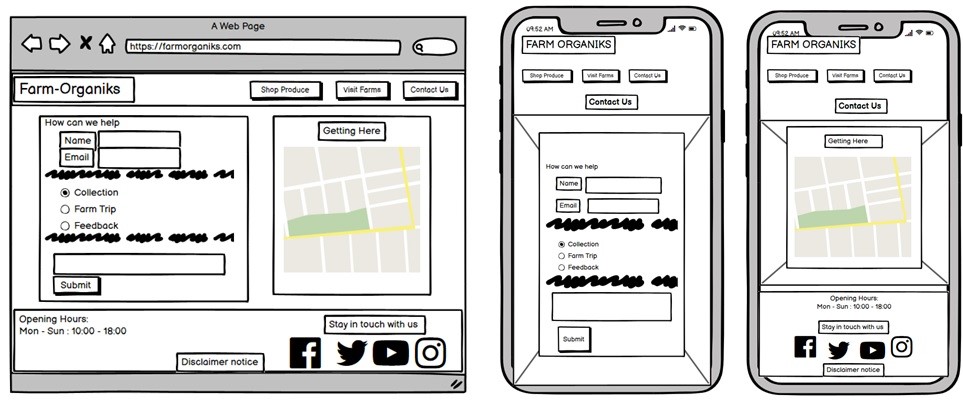 A Web Page
https://farmorganiks.com
Farm-Organiks
Shop Produce
Visit Farms
Contact Us
How can we help
Name
Email
Collection
Farm Trip
Feedback
Submit
Getting Here
Opening Hours:
Mon - Sun : 10:00 - 18:00
Stay in touch with us
Disclaimer notice
09:52 AM
FARM ORGANIKS
Shop Produce
Visit Farms
Contact Us
Contact Us
How can we help
Name
Email
Collection
Farm Trip
Feedback
Submit
09:52 AM
FARM ORGANIKS
Shop Produce
Visit Farms
Contact Us
Contact Us
Getting Here
Opening Hours:
Mon - Sun : 10:00 - 18:00
Stay in touch with us
Disclaimer notice